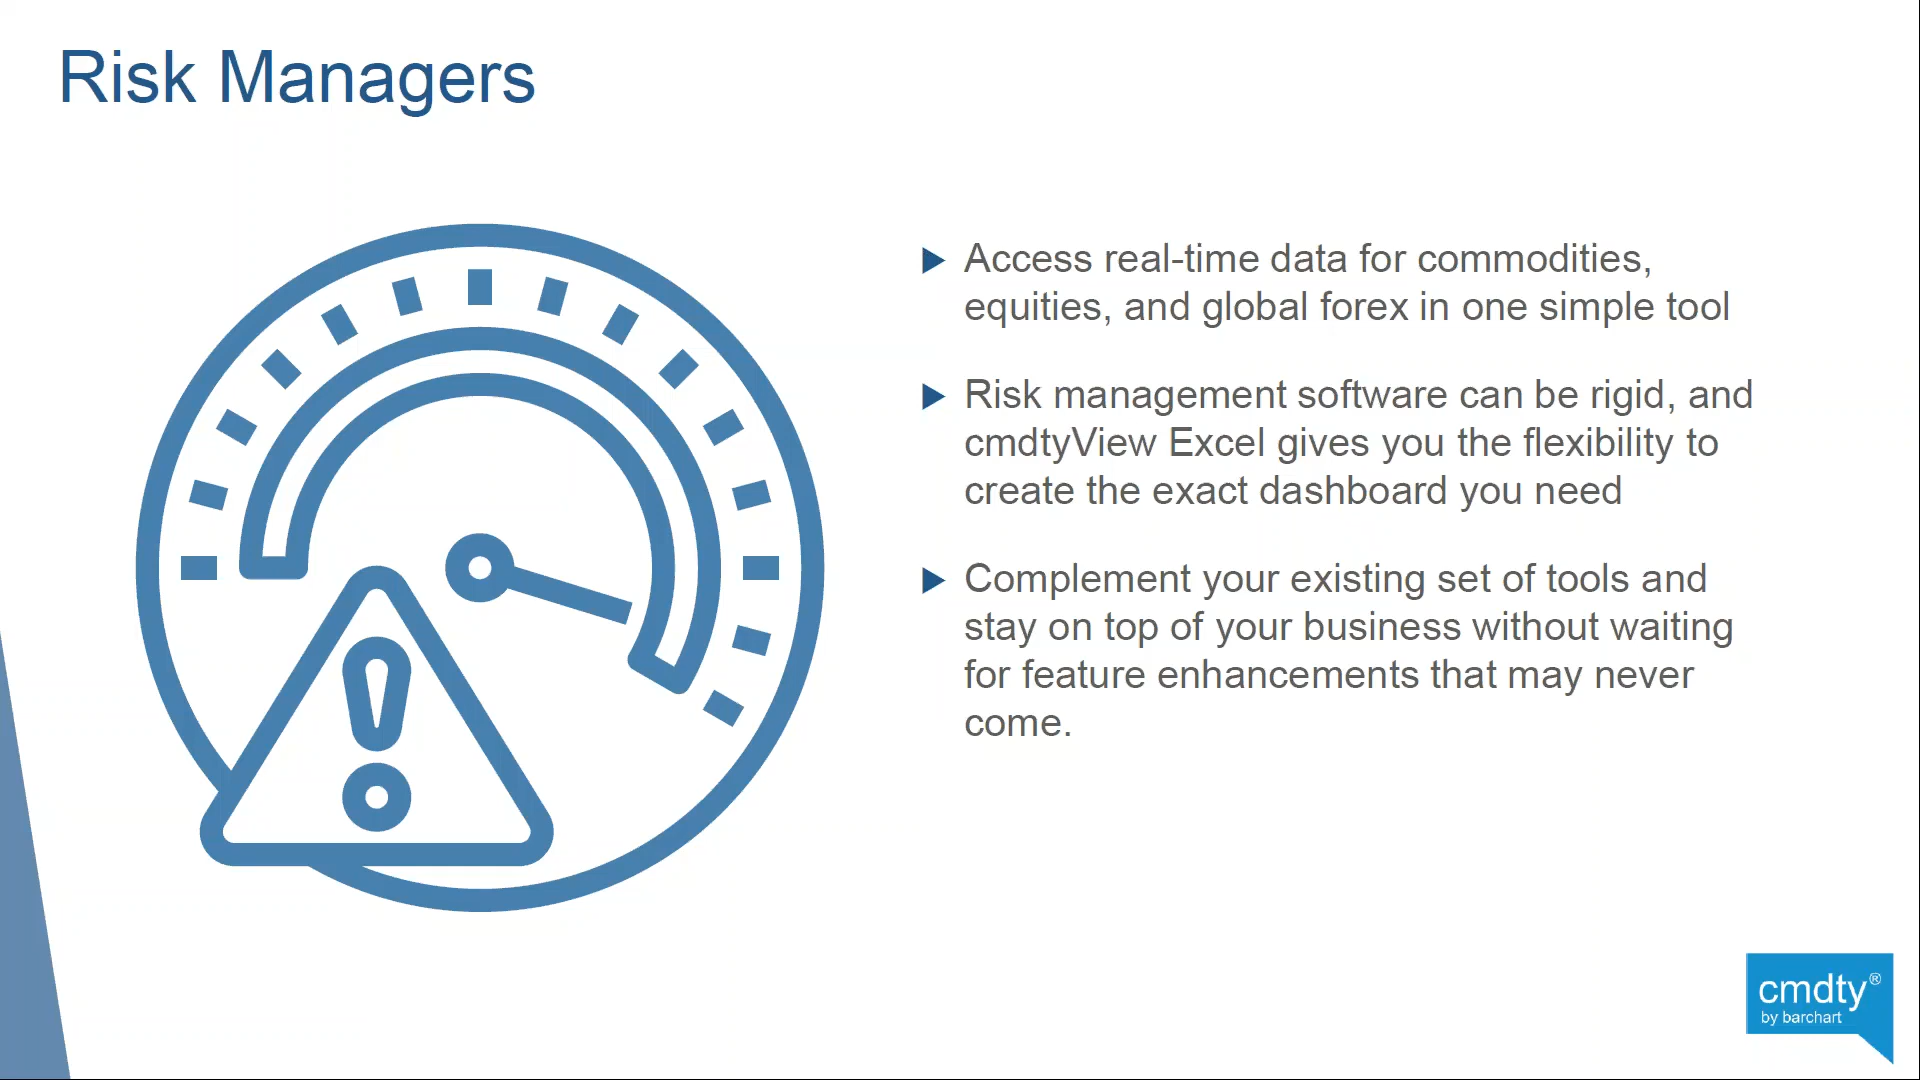 Risk Managers
Access real-time data for commodities,
equities, and global forex in one simple tool
Risk management software can be rigid, and
cmdtyView Excel gives you the flexibility to
create the exact dashboard you need
Complement your existing set of tools and
stay on top of your business without waiting
for feature enhancements that may never
come.
cmdty®
by barchart